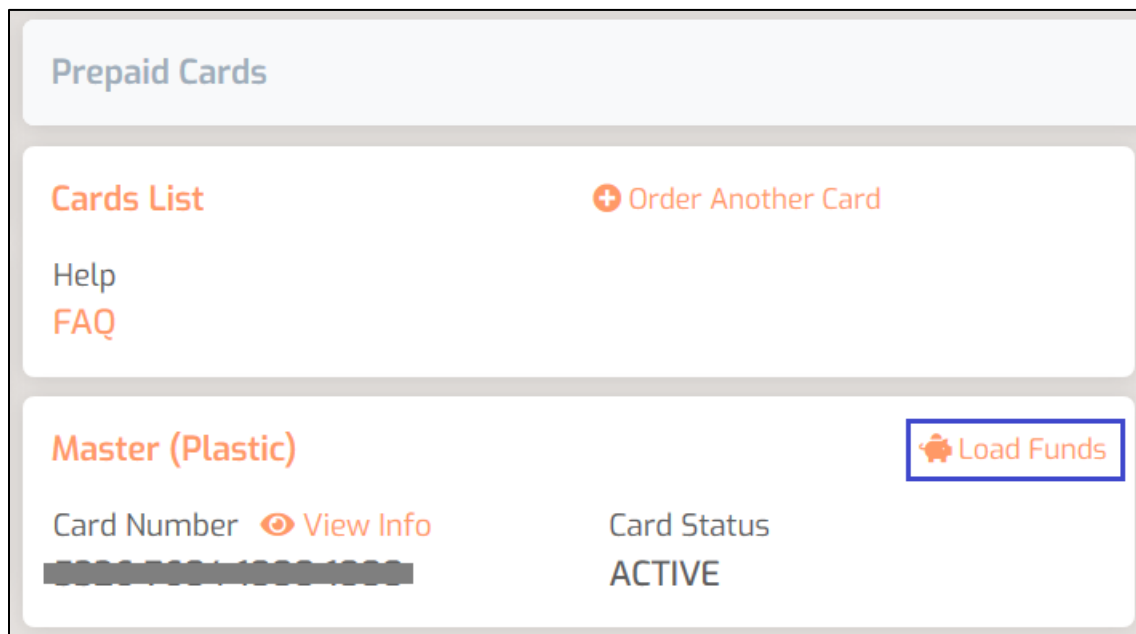 Prepaid Cards
Cards List
Order Another Card
Help
FAQ
Master (Plastic)
Load Funds
Card Number View Info
Card Status
ACTIVE